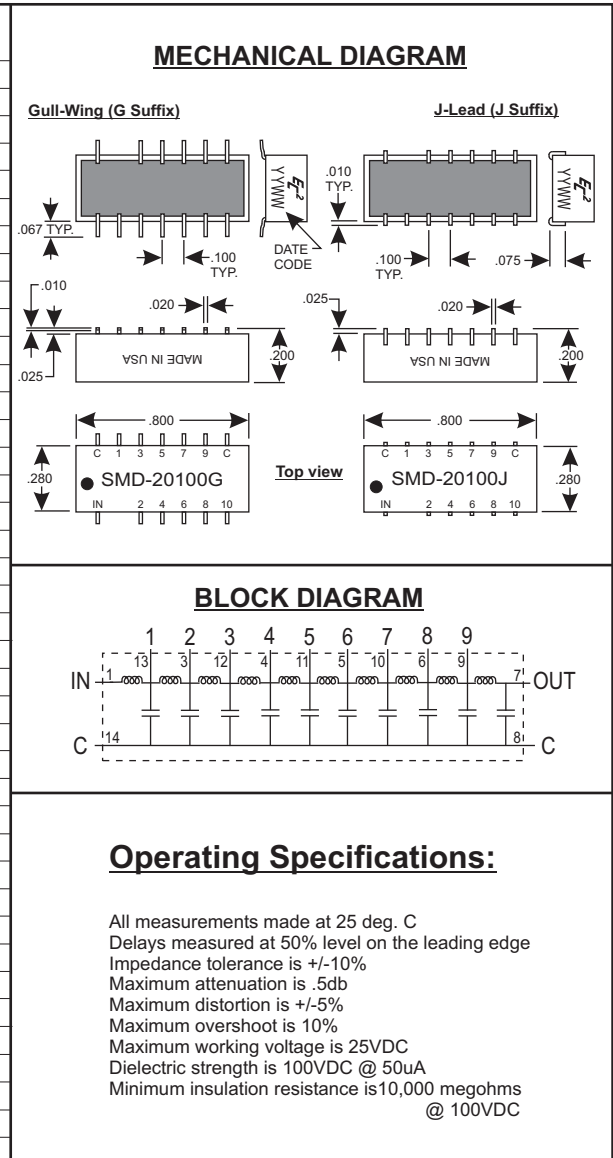 MECHANICAL DIAGRAM
Gull-Wing (G Suffix)
J-Lead (J Suffix)
YYWW
.067 TYP.
.100
TYP.
DATE
CODE
.010
TYP.
YYWW
.100
TYP.
.075
.010
.020
.025
MADE IN USA
.200
.025
.020
MADE IN USA
.200
.800
C 1 3 5 7 9 C
.280
SMD-20100G
IN 2 4 6 8 10
Top view
.800
C 1 3 5 7 9 C
SMD-20100J
.280
IN 2 4 6 8 10
BLOCK DIAGRAM
1 2 3 4 5 6 7 8 9
13 3 12 4 11 5 10 6 9
IN 1 7 OUT
C 14 8 C
Operating Specifications:
All measurements made at 25 deg. C
Delays measured at 50% level on the leading edge
Impedance tolerance is +/-10%
Maximum attenuation is .5db
Maximum distortion is +/-5%
Maximum overshoot is 10%
Maximum working voltage is 25VDC
Dielectric strength is 100VDC @ 50uA
Minimum insulation resistance is10,000 megohms
@ 100VDC